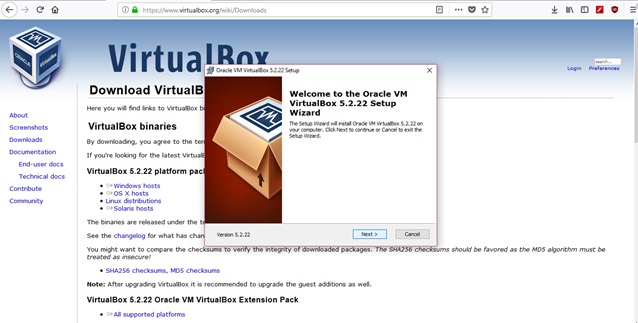 https://www.virtualbox.org/wiki/Downloads
VirtualBox
ORACLE
VirtualBox
search...
Login Preferences
Download VirtualB
Here you will find links to VirtualBox bi
About
Screenshots
Downloads
Documentation
End-user docs
Technical docs
Contribute
Community
VirtualBox binaries
By downloading, you agree to the ter
If you're looking for the latest VirtualB
VirtualBox 5.2.22 platform pac
Windows hosts
OS X hosts
Linux distributions
Solaris hosts
The binaries are released under the te
See the changelog for what has chan
You might want to compare the checksums to verify the integrity of downloaded packages. The SHA256 checksums should be favored as the MD5 algorithm must be
treated as insecure!
SHA256 checksums, MD5 checksums
Note: After upgrading VirtualBox it is recommended to upgrade the guest additions as well.
VirtualBox 5.2.22 Oracle VM VirtualBox Extension Pack
All supported platforms
Oracle VM VirtualBox 5.2.22 Setup
Welcome to the Oracle VM
VirtualBox 5.2.22 Setup
Wizard
The Setup Wizard will install Oracle VM VirtualBox 5.2.22 on
your computer. Click Next to continue or Cancel to exit the
Setup Wizard.
Version 5.2.22
Next >
Cancel